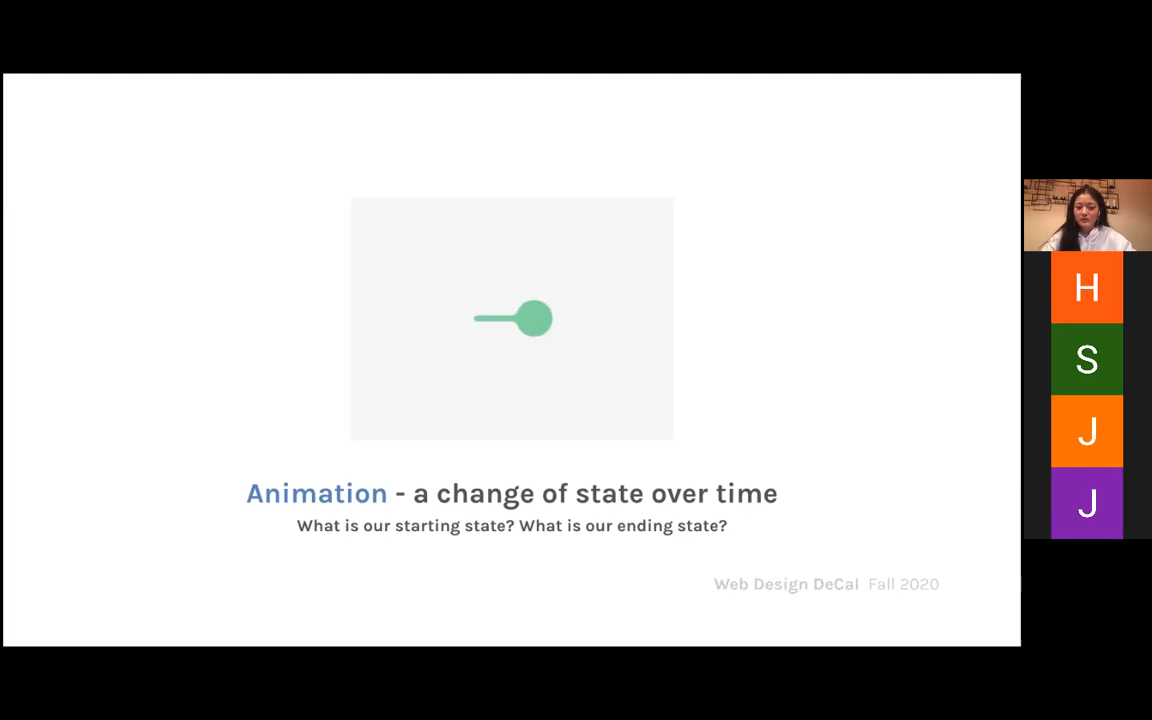 Animation - a change of state over time
What is our starting state? What is our ending state?
Web Design DeCal Fall 2020
H
S
J
J